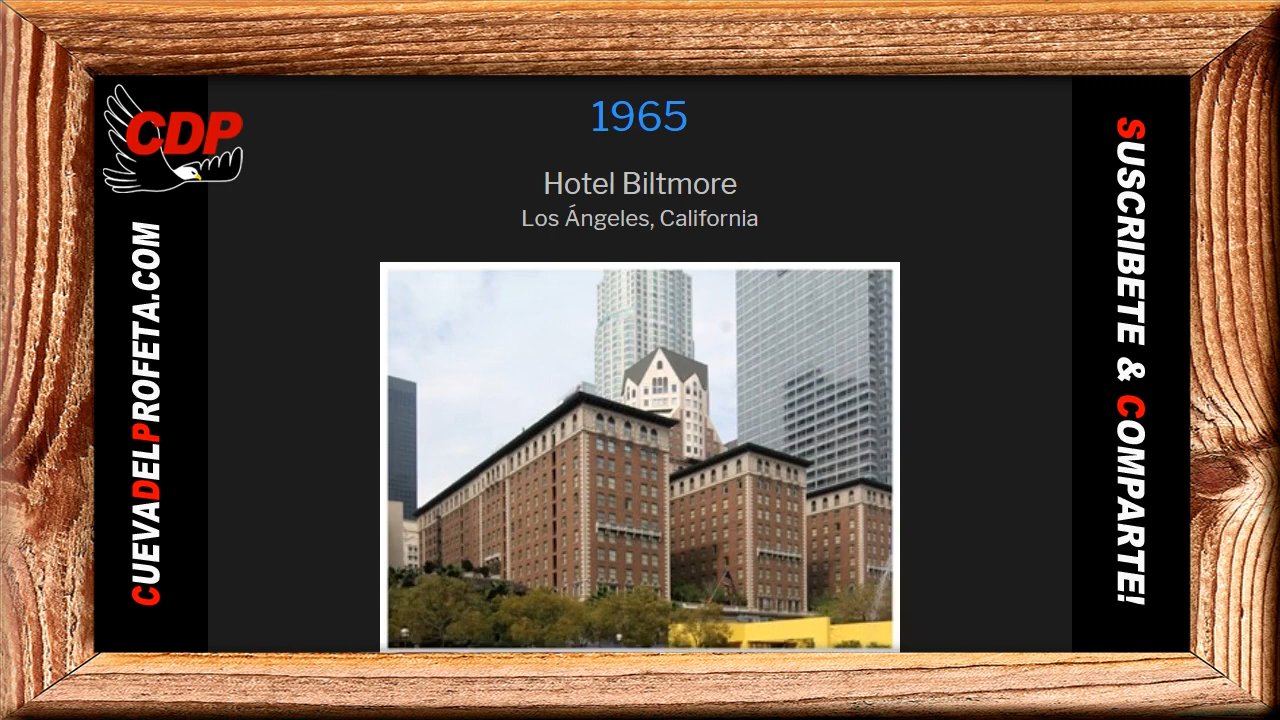 CDP
1965
Hotel Biltmore
Los Ángeles, California
CUEVADELPROFETA.COM
SUSCRIBETE & COMPARTE!